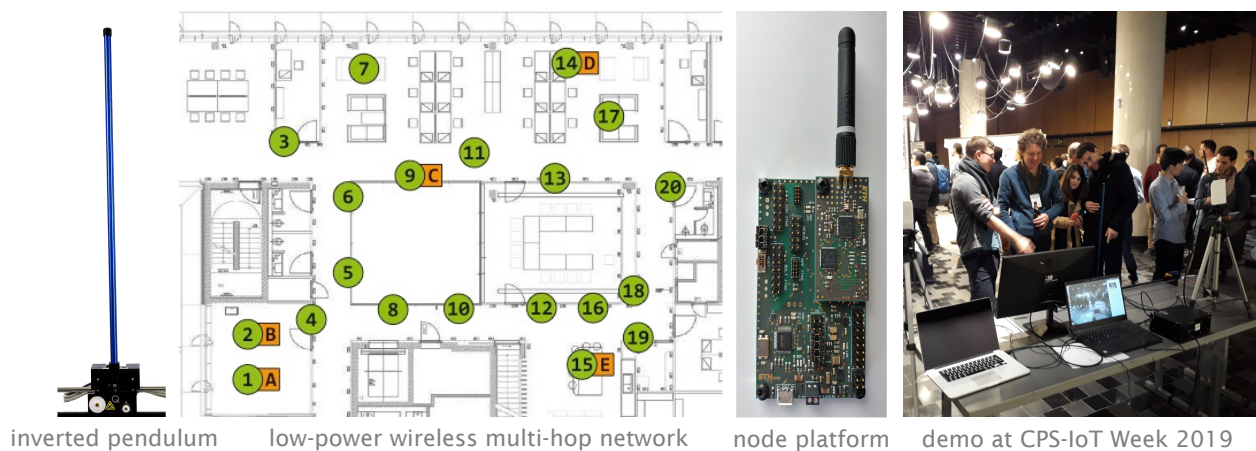 7
14 D
17
3
11
9 C
13
6
20
5
18
8
10
12
16
4
2 B
19
15 E
1 A
inverted pendulum
low-power wireless multi-hop network
node platform
demo at CPS-IoT Week 2019